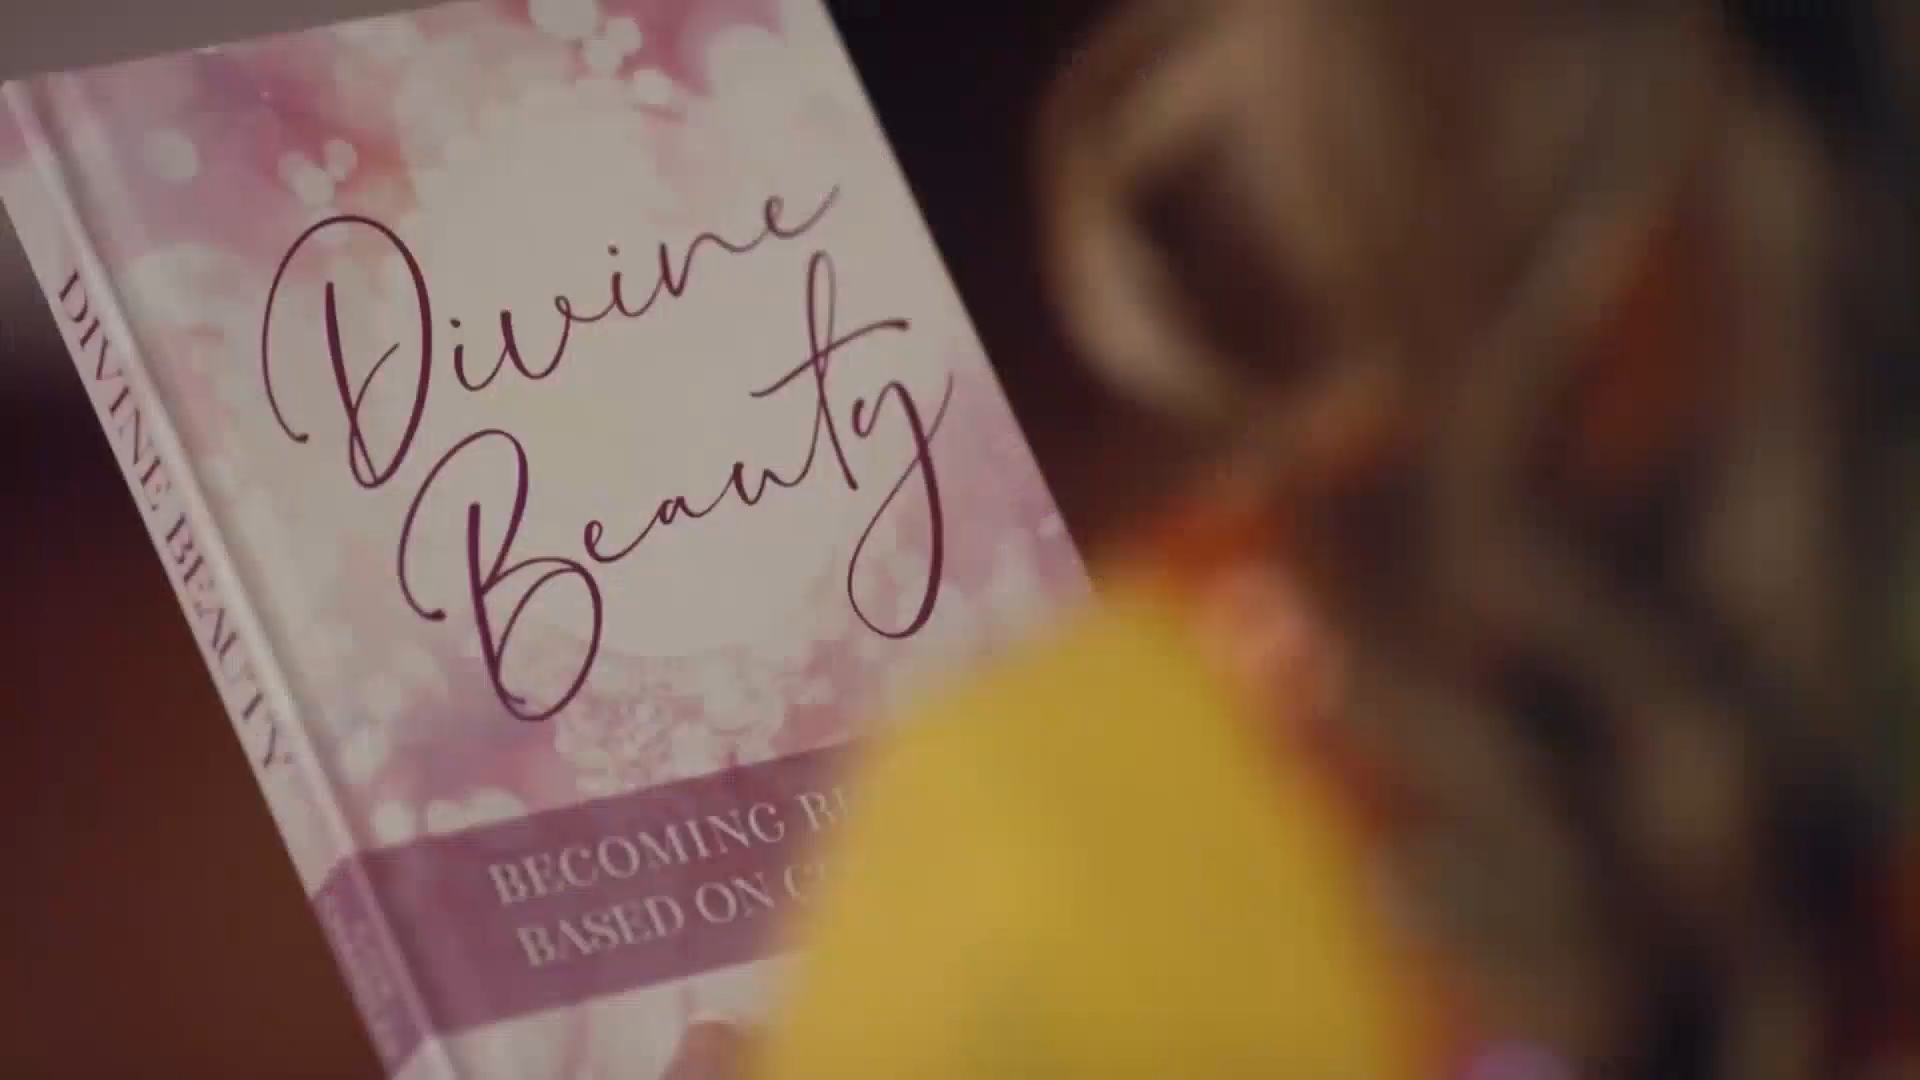 Divine
Beauty
DIVINE BEAUTY
BECOMING
BASED ON